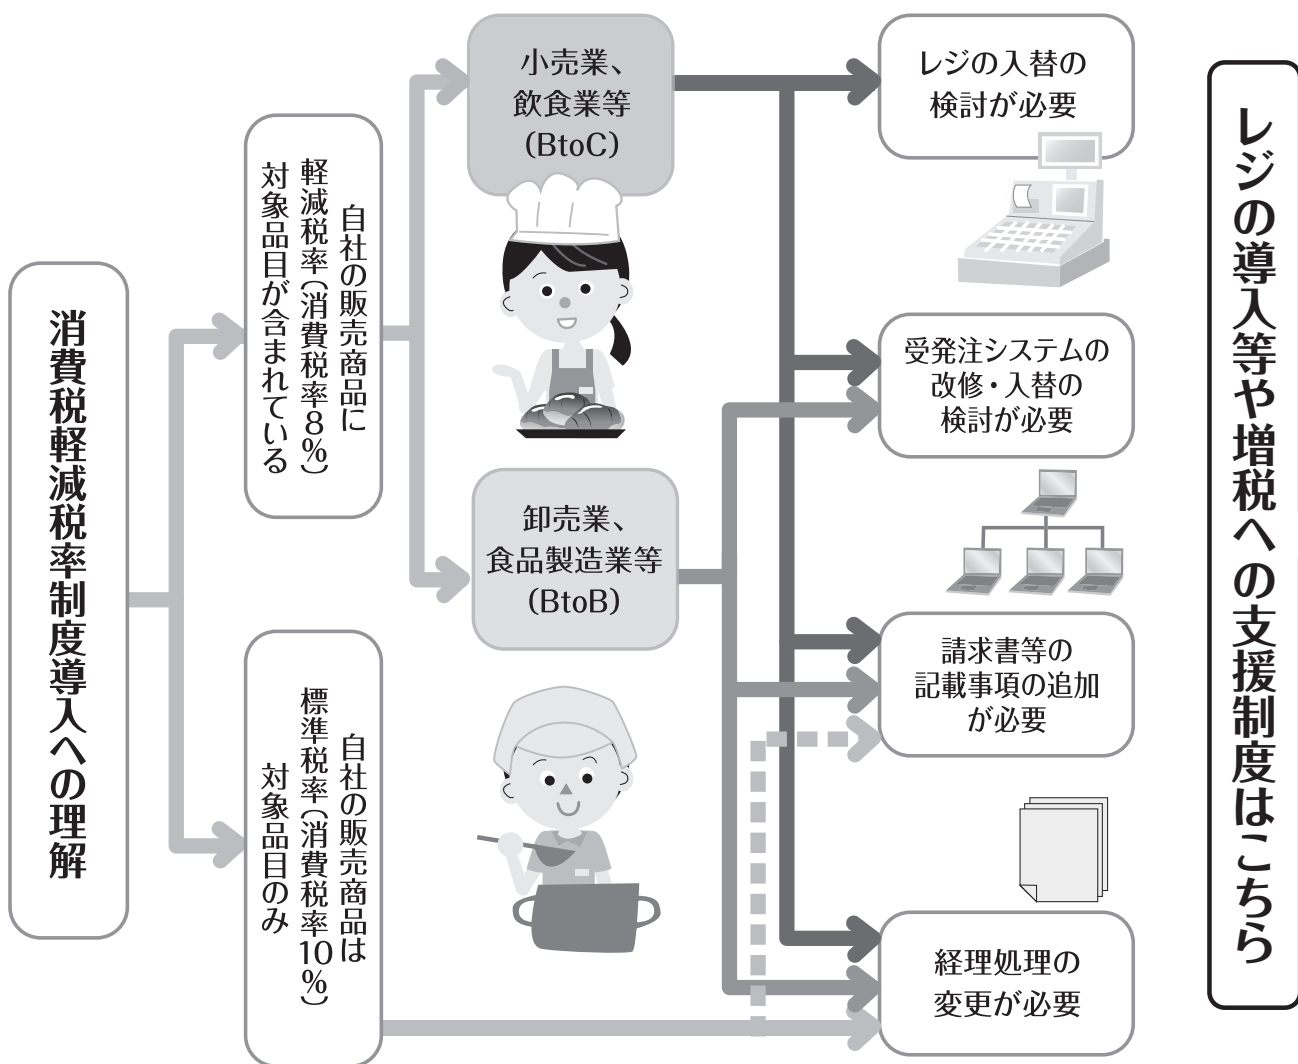 消費税軽減税率制度導入への理解
自社の販売商品に
軽減税率(消費税率8%)
対象品目が含まれている
自社の販売商品は
標準税率(消費税率10%)
対象品目のみ
小売業、
飲食業等
(BtoC)
卸売業、
食品製造業等
(BtoB)
レジの入替の
検討が必要
受発注システムの
改修・入替の
検討が必要
請求書等の
記載事項の追加
が必要
経理処理の
変更が必要
レジの導入等や増税への支援制度はこちら